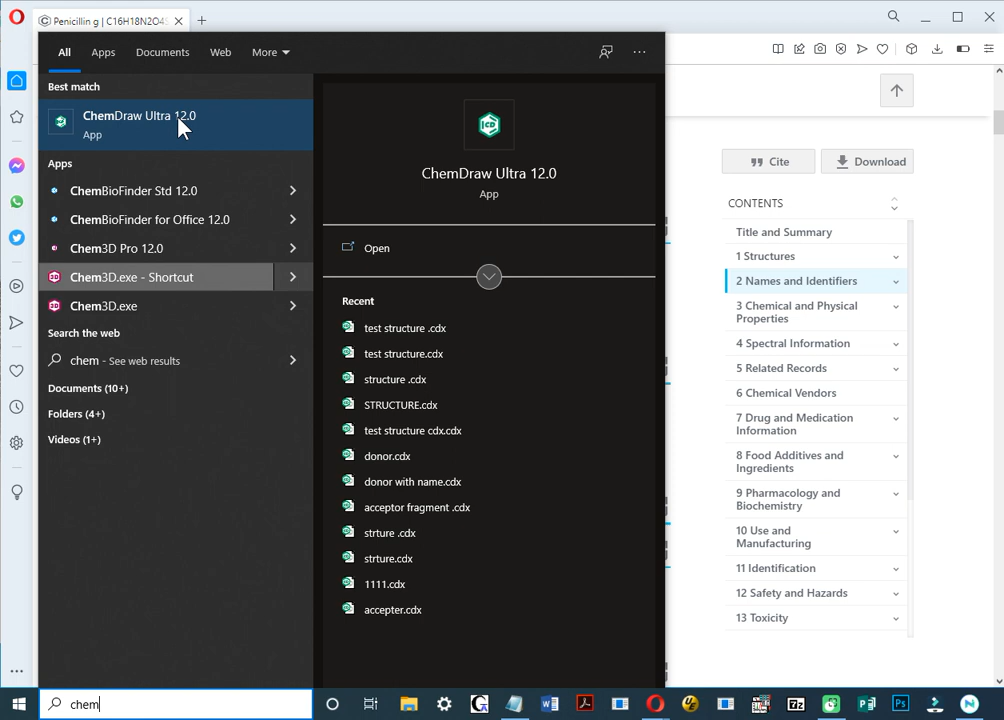 Penicillin g | C16H18N2O4S
All
Apps
Documents
Web
More
Best match
ChemDraw Ultra 12.0
App
Apps
ChemBioFinder Std 12.0
ChemBioFinder for Office 12.0
Chem3D Pro 12.0
Chem3D.exe - Shortcut
Chem3D.exe
Search the web
chem - See web results
Documents (10+)
Folders (4+)
Videos (1+)
CD
ChemDraw Ultra 12.0
App
Open
Recent
test structure .cdx
test structure.cdx
structure .cdx
STRUCTURE.cdx
test structure cdx.cdx
donor.cdx
donor with name.cdx
acceptor fragment .cdx
strture .cdx
strture.cdx
1111.cdx
accepter.cdx
Cite
Download
CONTENTS
Title and Summary
1 Structures
2 Names and Identifiers
3 Chemical and Physical
Properties
4 Spectral Information
5 Related Records
6 Chemical Vendors
7 Drug and Medication
Information
8 Food Additives and
Ingredients
9 Pharmacology and
Biochemistry
10 Use and
Manufacturing
11 Identification
12 Safety and Hazards
13 Toxicity
chem